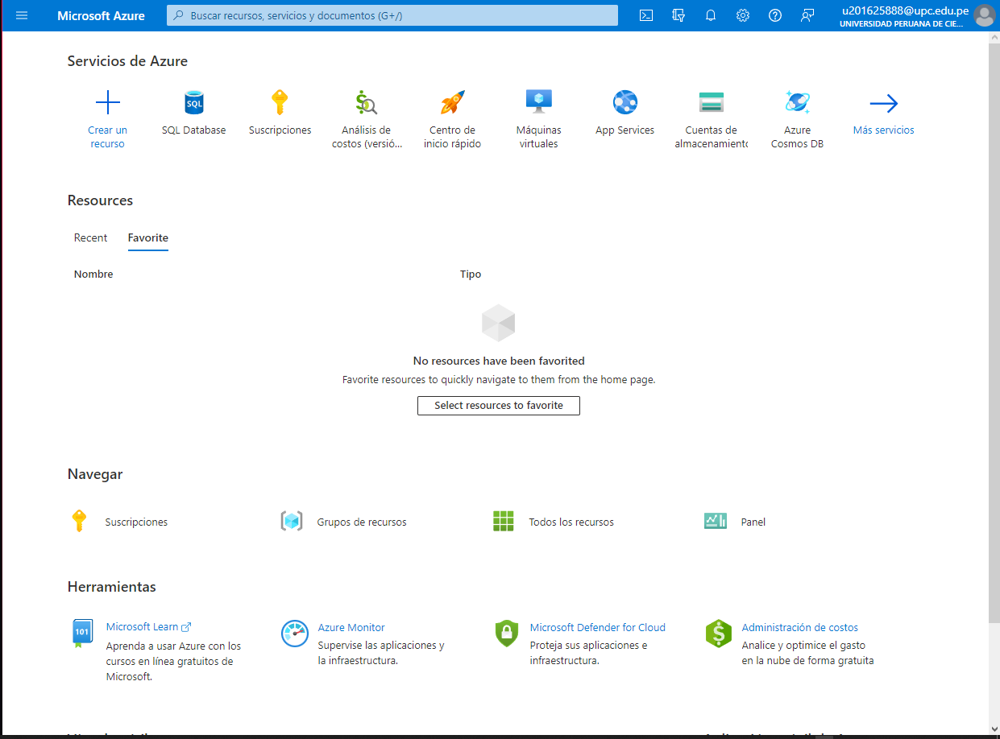 Microsoft Azure
Buscar recursos, servicios y documentos (G+/)
u201625888@upc.edu.pe
UNIVERSIDAD PERUANA DE CIE...
Servicios de Azure
SQL
Crear un
recurso
SQL Database
Suscripciones
Análisis de
costos (versió...
Centro de
inicio rápido
Máquinas
virtuales
App Services
Cuentas de
almacenamiento
Azure
Cosmos DB
Más servicios
Resources
Recent
Favorite
Nombre
Tipo
No resources have been favorited
Favorite resources to quickly navigate to them from the home page.
Select resources to favorite
Navegar
Suscripciones
Grupos de recursos
Todos los recursos
Panel
Herramientas
101
Microsoft Learn
Aprenda a usar Azure con los
cursos en línea gratuitos de
Microsoft.
Azure Monitor
Supervise las aplicaciones y
la infraestructura.
Microsoft Defender for Cloud
Proteja sus aplicaciones e
infraestructura.
Administración de costos
Analice y optimice el gasto
en la nube de forma gratuita